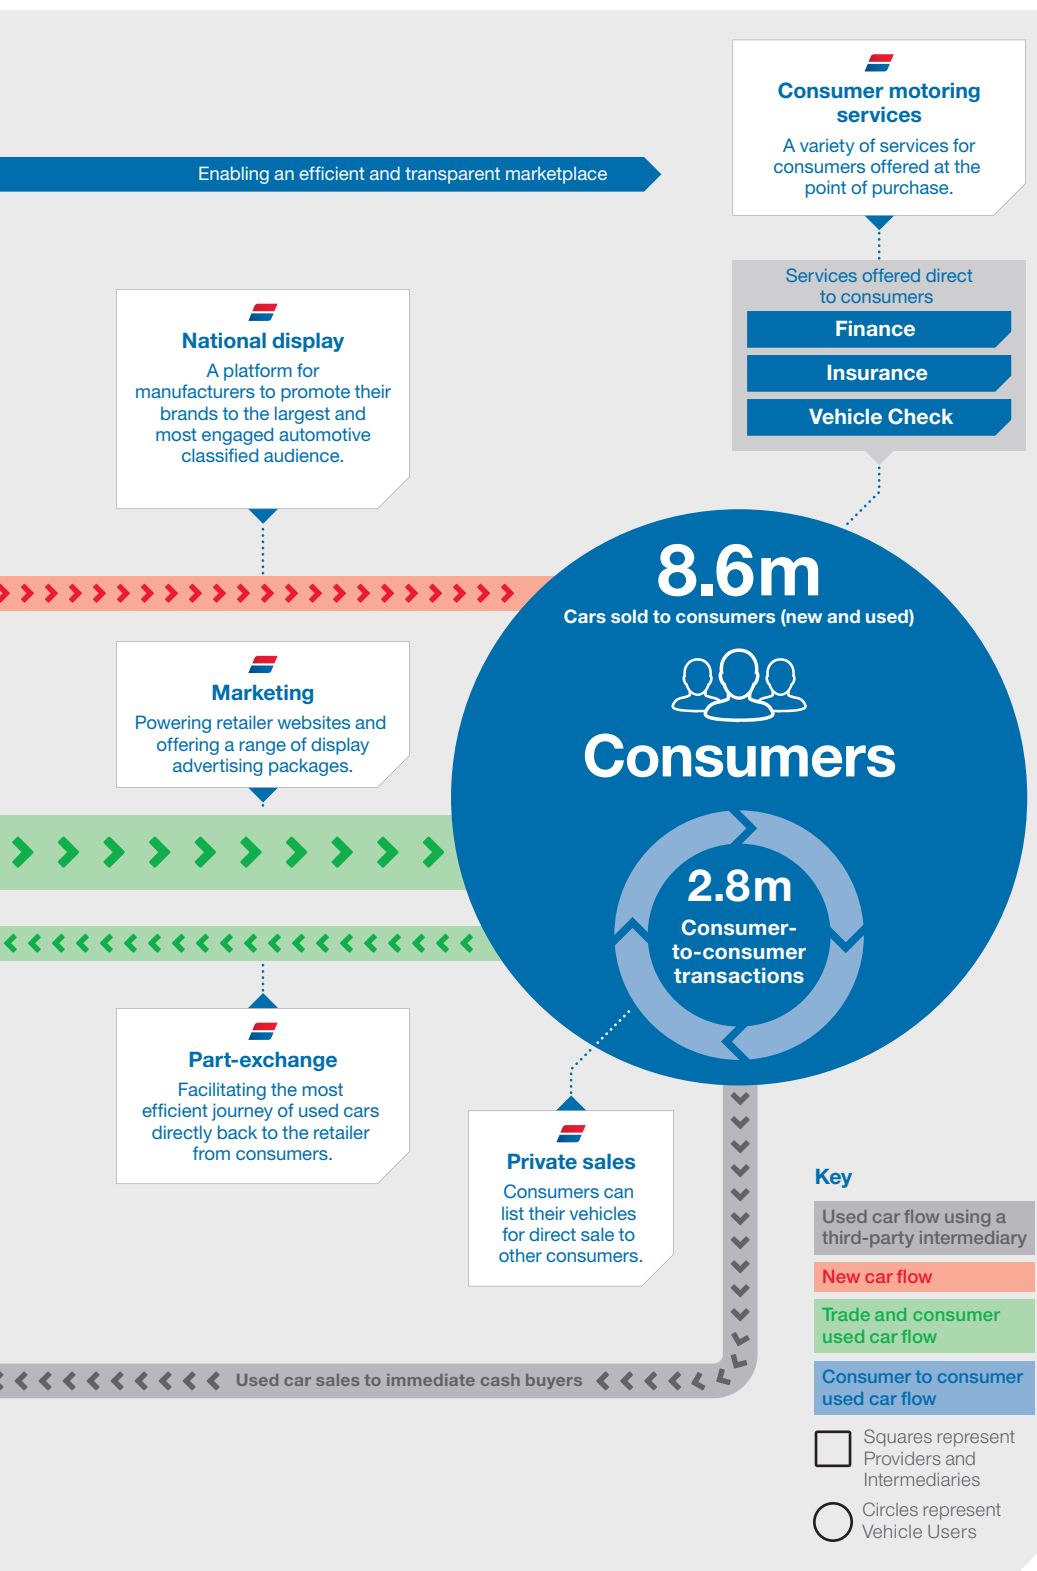 Enabling an efficient and transparent marketplace
Consumer motoring
services
A variety of services for
consumers offered at the
point of purchase.
Services offered direct
to consumers
Finance
Insurance
Vehicle Check
National display
A platform for
manufacturers to promote their
brands to the largest and
most engaged automotive
classified audience.
8.6m
Cars sold to consumers (new and used)
Consumers
Marketing
Powering retailer websites and
offering a range of display
advertising packages.
2.8m
Consumer-
to-consumer
transactions
Part-exchange
Facilitating the most
efficient journey of used cars
directly back to the retailer
from consumers.
Private sales
Consumers can
list their vehicles
for direct sale to
other consumers.
Used car sales to immediate cash buyers
Key
Used car flow using a
third-party intermediary
New car flow
Trade and consumer
used car flow
Consumer to consumer
used car flow
Squares represent
Providers and
Intermediaries
Circles represent
Vehicle Users